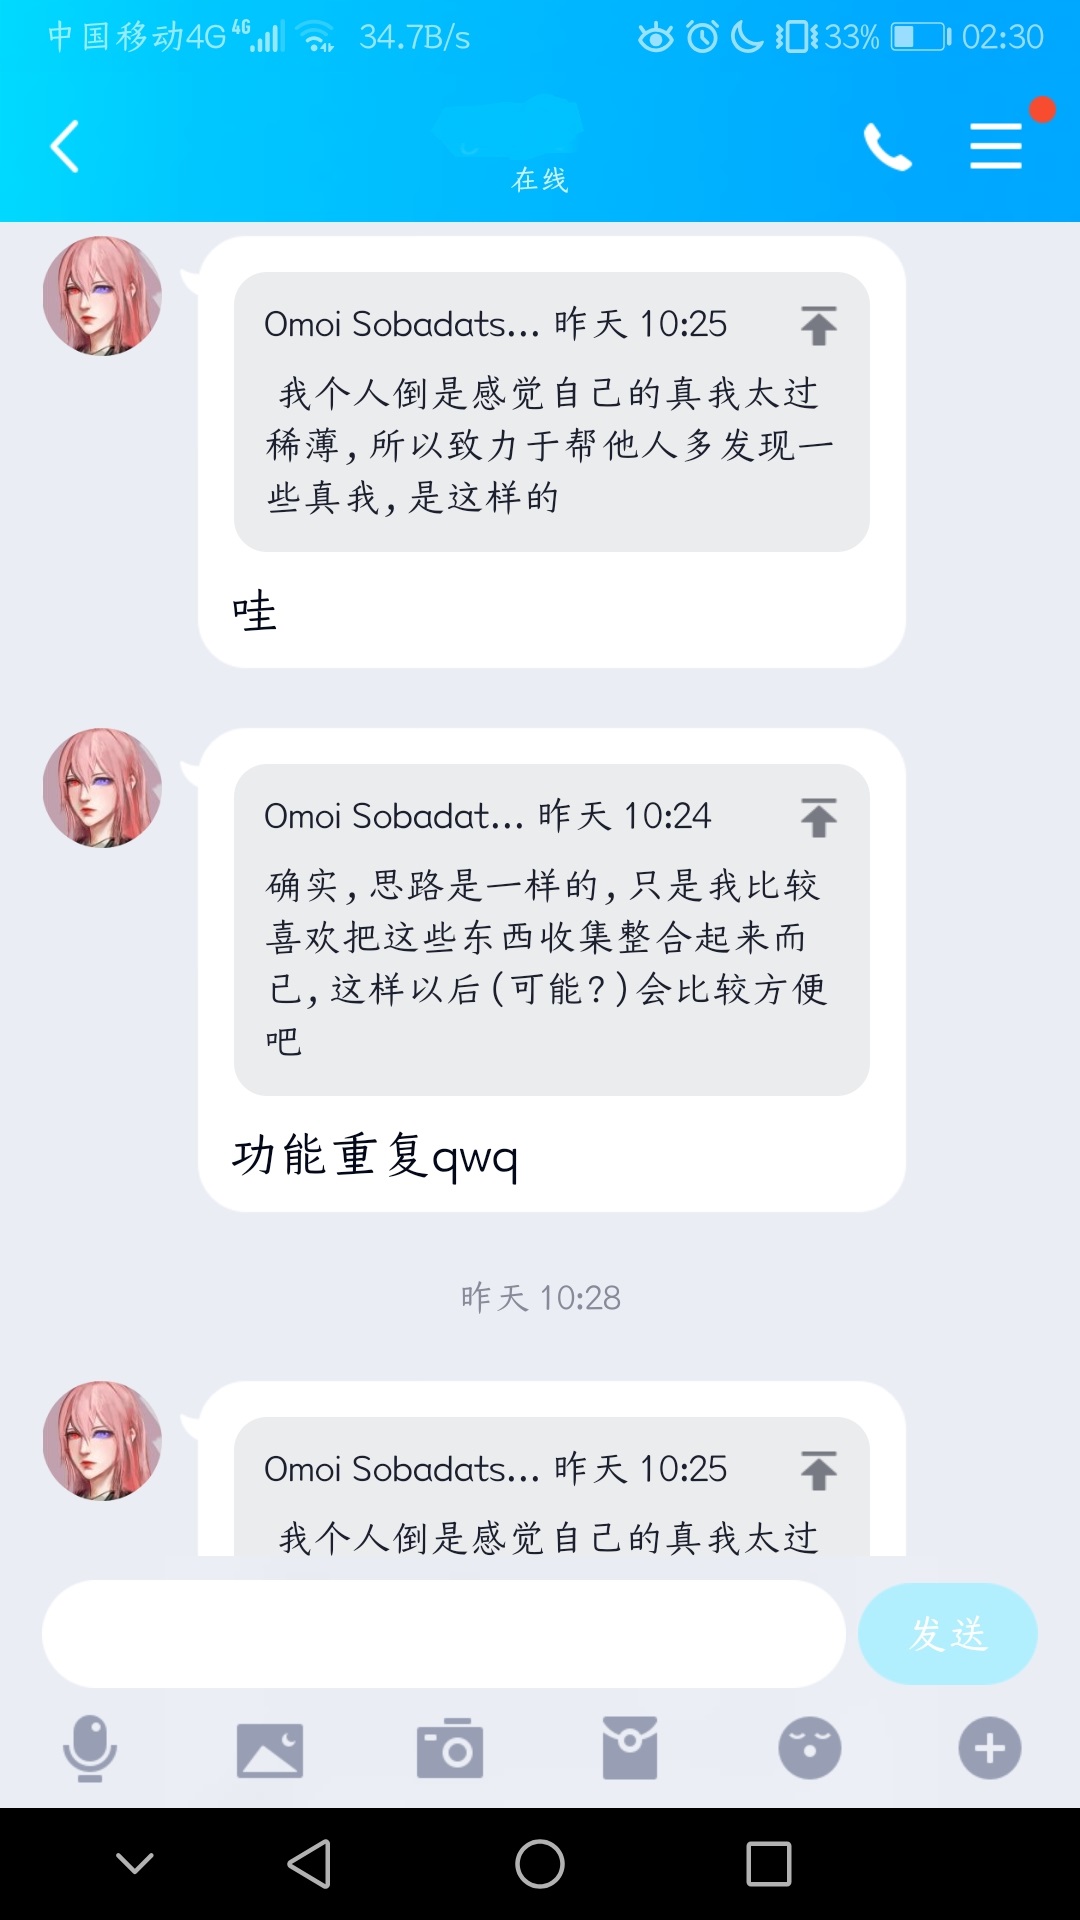 中国移动4G 4G 34.7B/s 33% 02:30
在线
Omoi Sobadats... 昨天 10:25
我个人倒是感觉自己的真我太过
稀薄,所以致力于帮他人多发现一
些真我,是这样的
哇
Omoi Sobadat... 昨天 10:24
确实,思路是一样的,只是我比较
喜欢把这些东西收集整合起来而
已,这样以后(可能?)会比较方便
吧
功能重复qwq
昨天 10:28
Omoi Sobadats... 昨天 10:25
我个人倒是感觉自己的真我太过
发送